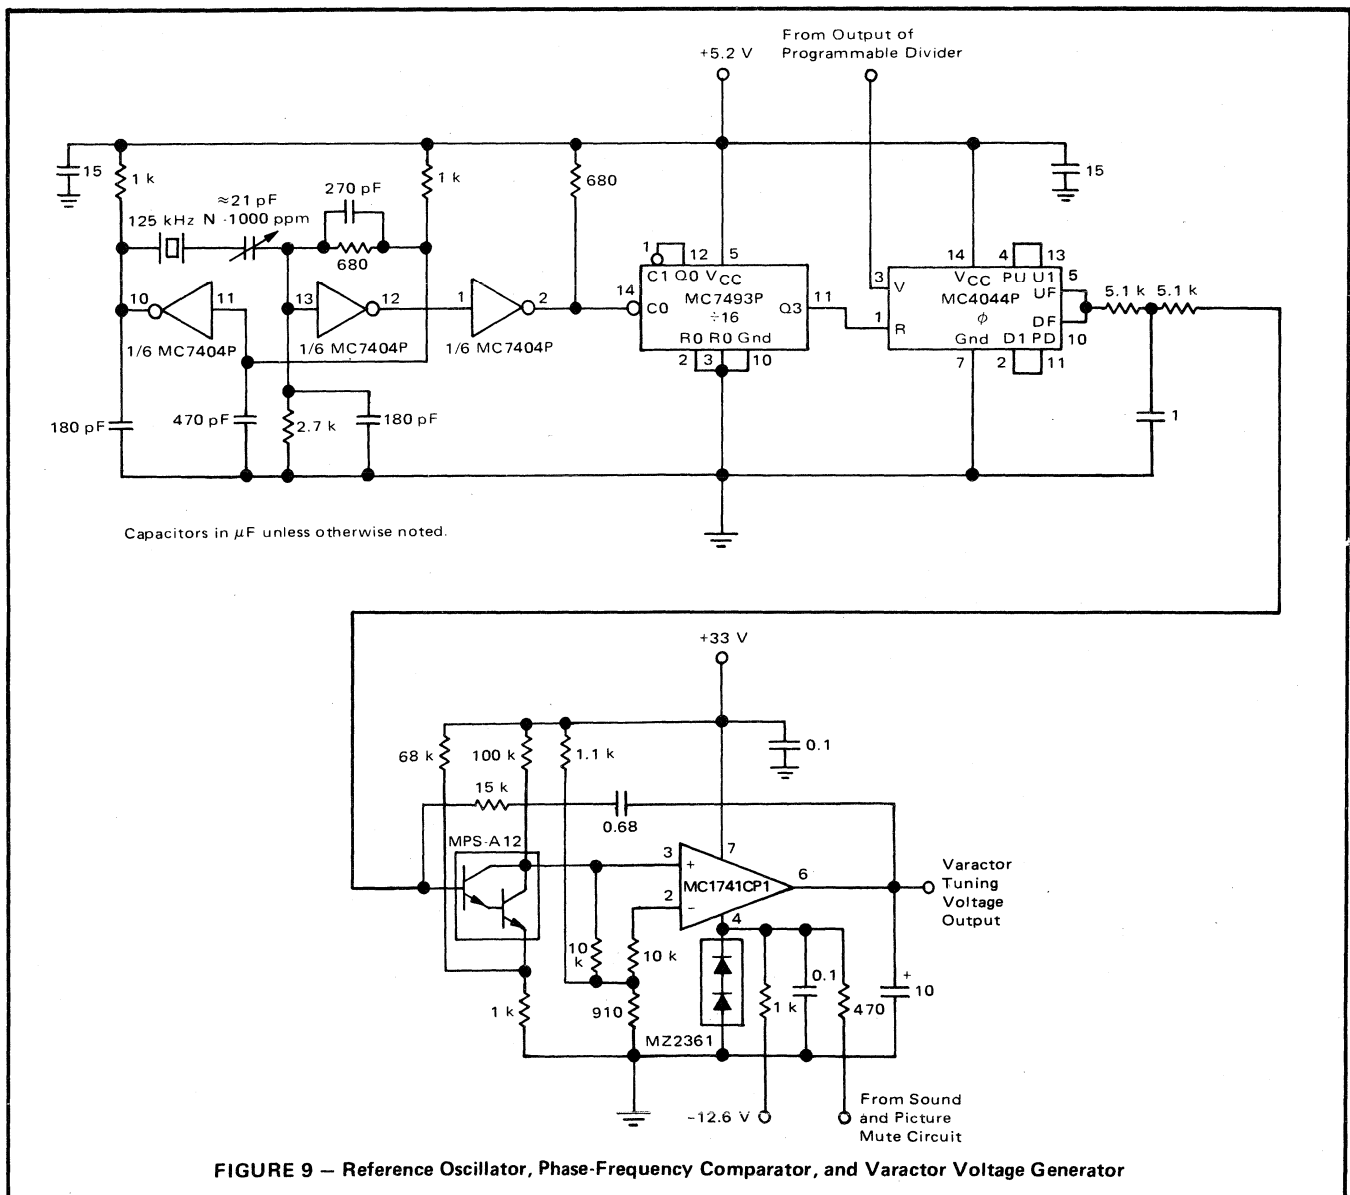 From Output of
Programmable Divider
+5.2 V
15
1 k
≈21 pF
125 kHz N ·1000 ppm
270 pF
680
1 k
680
15
10
11
1/6 MC7404P
13
12
1/6 MC7404P
1
2
1/6 MC7404P
14
1
12
5
C1 Q0 VCC
MC7493P
÷16
C0
Q3
R0 R0 Gnd
2
3
10
11
3
1
14
4
13
5
VCC PU U1
UF
V
MC4044P
φ
R
DF
Gnd D1 PD
10
7
2
11
5.1 k
5.1 k
1
180 pF
470 pF
2.7 k
180 pF
Capacitors in μF unless otherwise noted.
+33 V
68 k
100 k
1.1 k
0.1
15 k
0.68
MPS-A12
3
7
+
MC1741CP1
6
2
−
4
Varactor
Tuning
Voltage
Output
10
k
10 k
1 k
910
MZ2361
1 k
0.1
470
+
10
−12.6 V
From Sound
and Picture
Mute Circuit
FIGURE 9 — Reference Oscillator, Phase-Frequency Comparator, and Varactor Voltage Generator